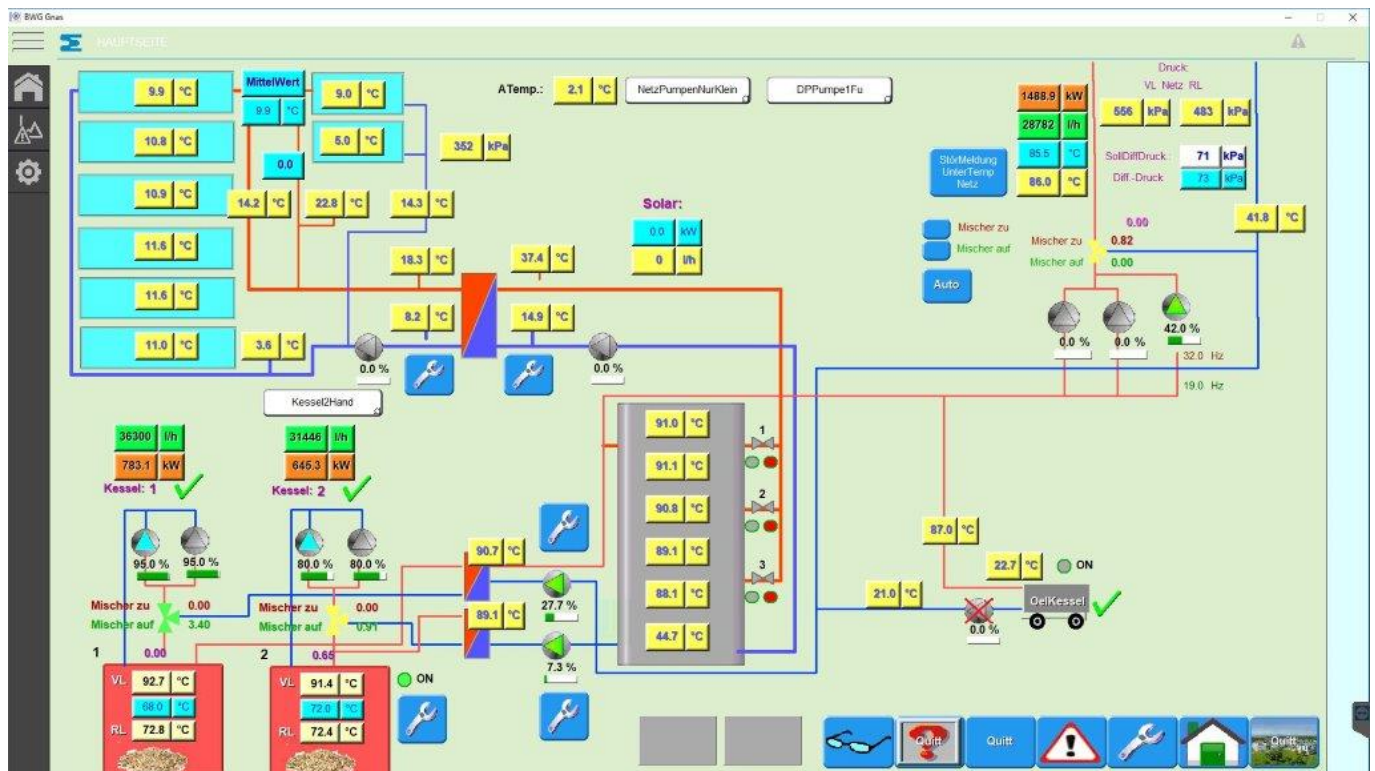 BWG Gnas
HAUPTSEITE
9.9 °C
MittelWert
9.9 °C
9.0 °C
ATemp.: 2.1 °C
NetzPumpenNurKlein
DPPumpe1Fu
10.8 °C
5.0 °C
352 kPa
0.0
10.9 °C
14.2 °C
22.8 °C
14.3 °C
11.6 °C
11.6 °C
11.0 °C
3.6 °C
18.3 °C
37.4 °C
8.2 °C
14.9 °C
0.0 %
0.0 %
Solar:
0.0 kW
0 l/h
Druck:
VL Netz RL
1488.9 kW
556 kPa
483 kPa
28782 l/h
85.5 °C
86.0 °C
SollDiffDruck:
71 kPa
Diff.-Druck
73 kPa
StörMeldung
UnterTemp
Netz
41.8 °C
Mischer zu
Mischer auf
Auto
0.00
Mischer zu 0.82
Mischer auf 0.00
0.0 %
0.0 %
42.0 %
32.0 Hz
19.0 Hz
Kessel2Hand
36300 l/h
783.1 kW
Kessel: 1
31446 l/h
645.3 kW
Kessel: 2
95.0 %
95.0 %
80.0 %
80.0 %
Mischer zu 0.00
Mischer auf 3.40
1 0.00
Mischer zu 0.00
Mischer auf 0.91
2 0.65
VL 92.7 °C
68.0 °C
RL 72.8 °C
VL 91.4 °C
72.0 °C
RL 72.4 °C
ON
90.7 °C
89.1 °C
27.7 %
7.3 %
91.0 °C
91.1 °C
90.8 °C
89.1 °C
88.1 °C
44.7 °C
1
2
3
87.0 °C
22.7 °C
ON
21.0 °C
OelKessel
0.0 %
Quitt
Quitt
Quitt